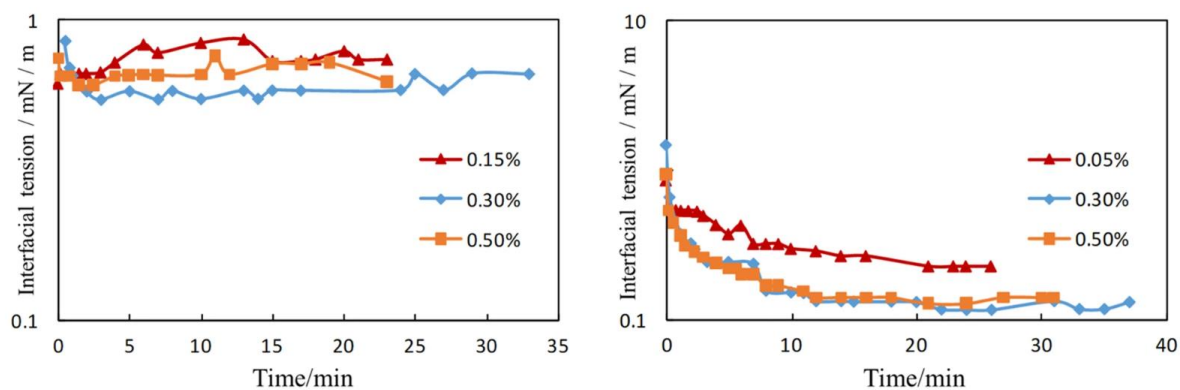 1
0.1
Interfacial tension / mN / m
0.15%
0.30%
0.50%
0 5 10 15 20 25 30 35
Time/min
10
0.1
Interfacial tension / mN / m
0.05%
0.30%
0.50%
0 10 20 30 40
Time/min